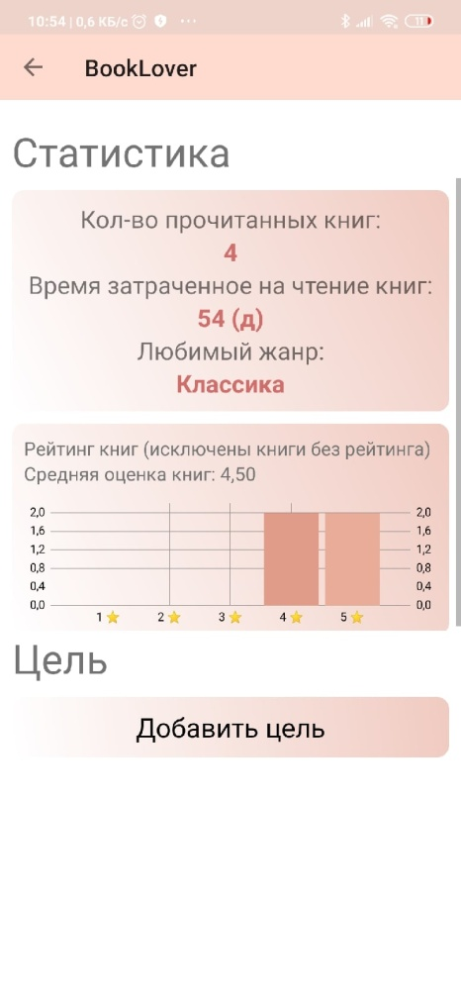 10:54 | 0,6 КБ/с
11
BookLover
Статистика
Кол-во прочитанных книг:
4
Время затраченное на чтение книг:
54 (д)
Любимый жанр:
Классика
Рейтинг книг (исключены книги без рейтинга)
Средняя оценка книг: 4,50
2,0 2,0
1,6 1,6
1,2 1,2
0,8 0,8
0,4 0,4
0,0 0,0
1⭐ 2⭐ 3⭐ 4⭐ 5⭐
Цель
Добавить цель